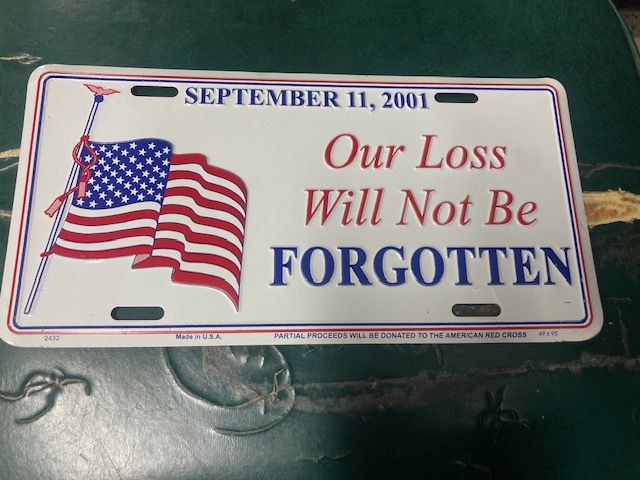 SEPTEMBER 11, 2001
Our Loss
Will Not Be
FORGOTTEN
2432 Made in U.S.A. PARTIAL PROCEEDS WILL BE DONATED TO THE AMERICAN RED CROSS